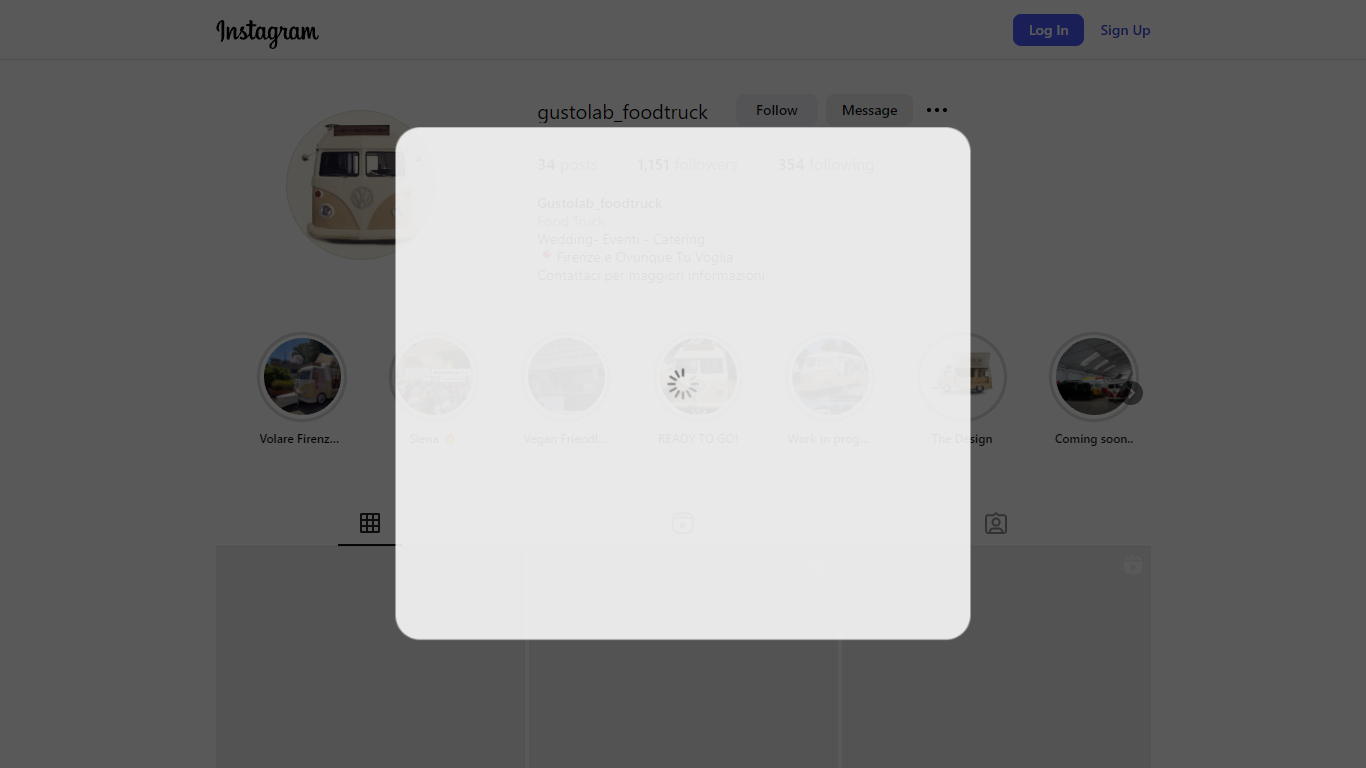 Instagram
Log In
Sign Up
gustolab_foodtruck
Follow
Message
34 posts
1,151 followers
354 following
Gustolab_foodtruck
Food Truck
Wedding- Eventi - Catering
📍 Firenze e Ovunque Tu Voglia
Contattaci per maggiori informazioni
Volare Firenz...
Siena
Vegan Friendl...
READY TO GO!
Work in prog...
The Design
Coming soon..